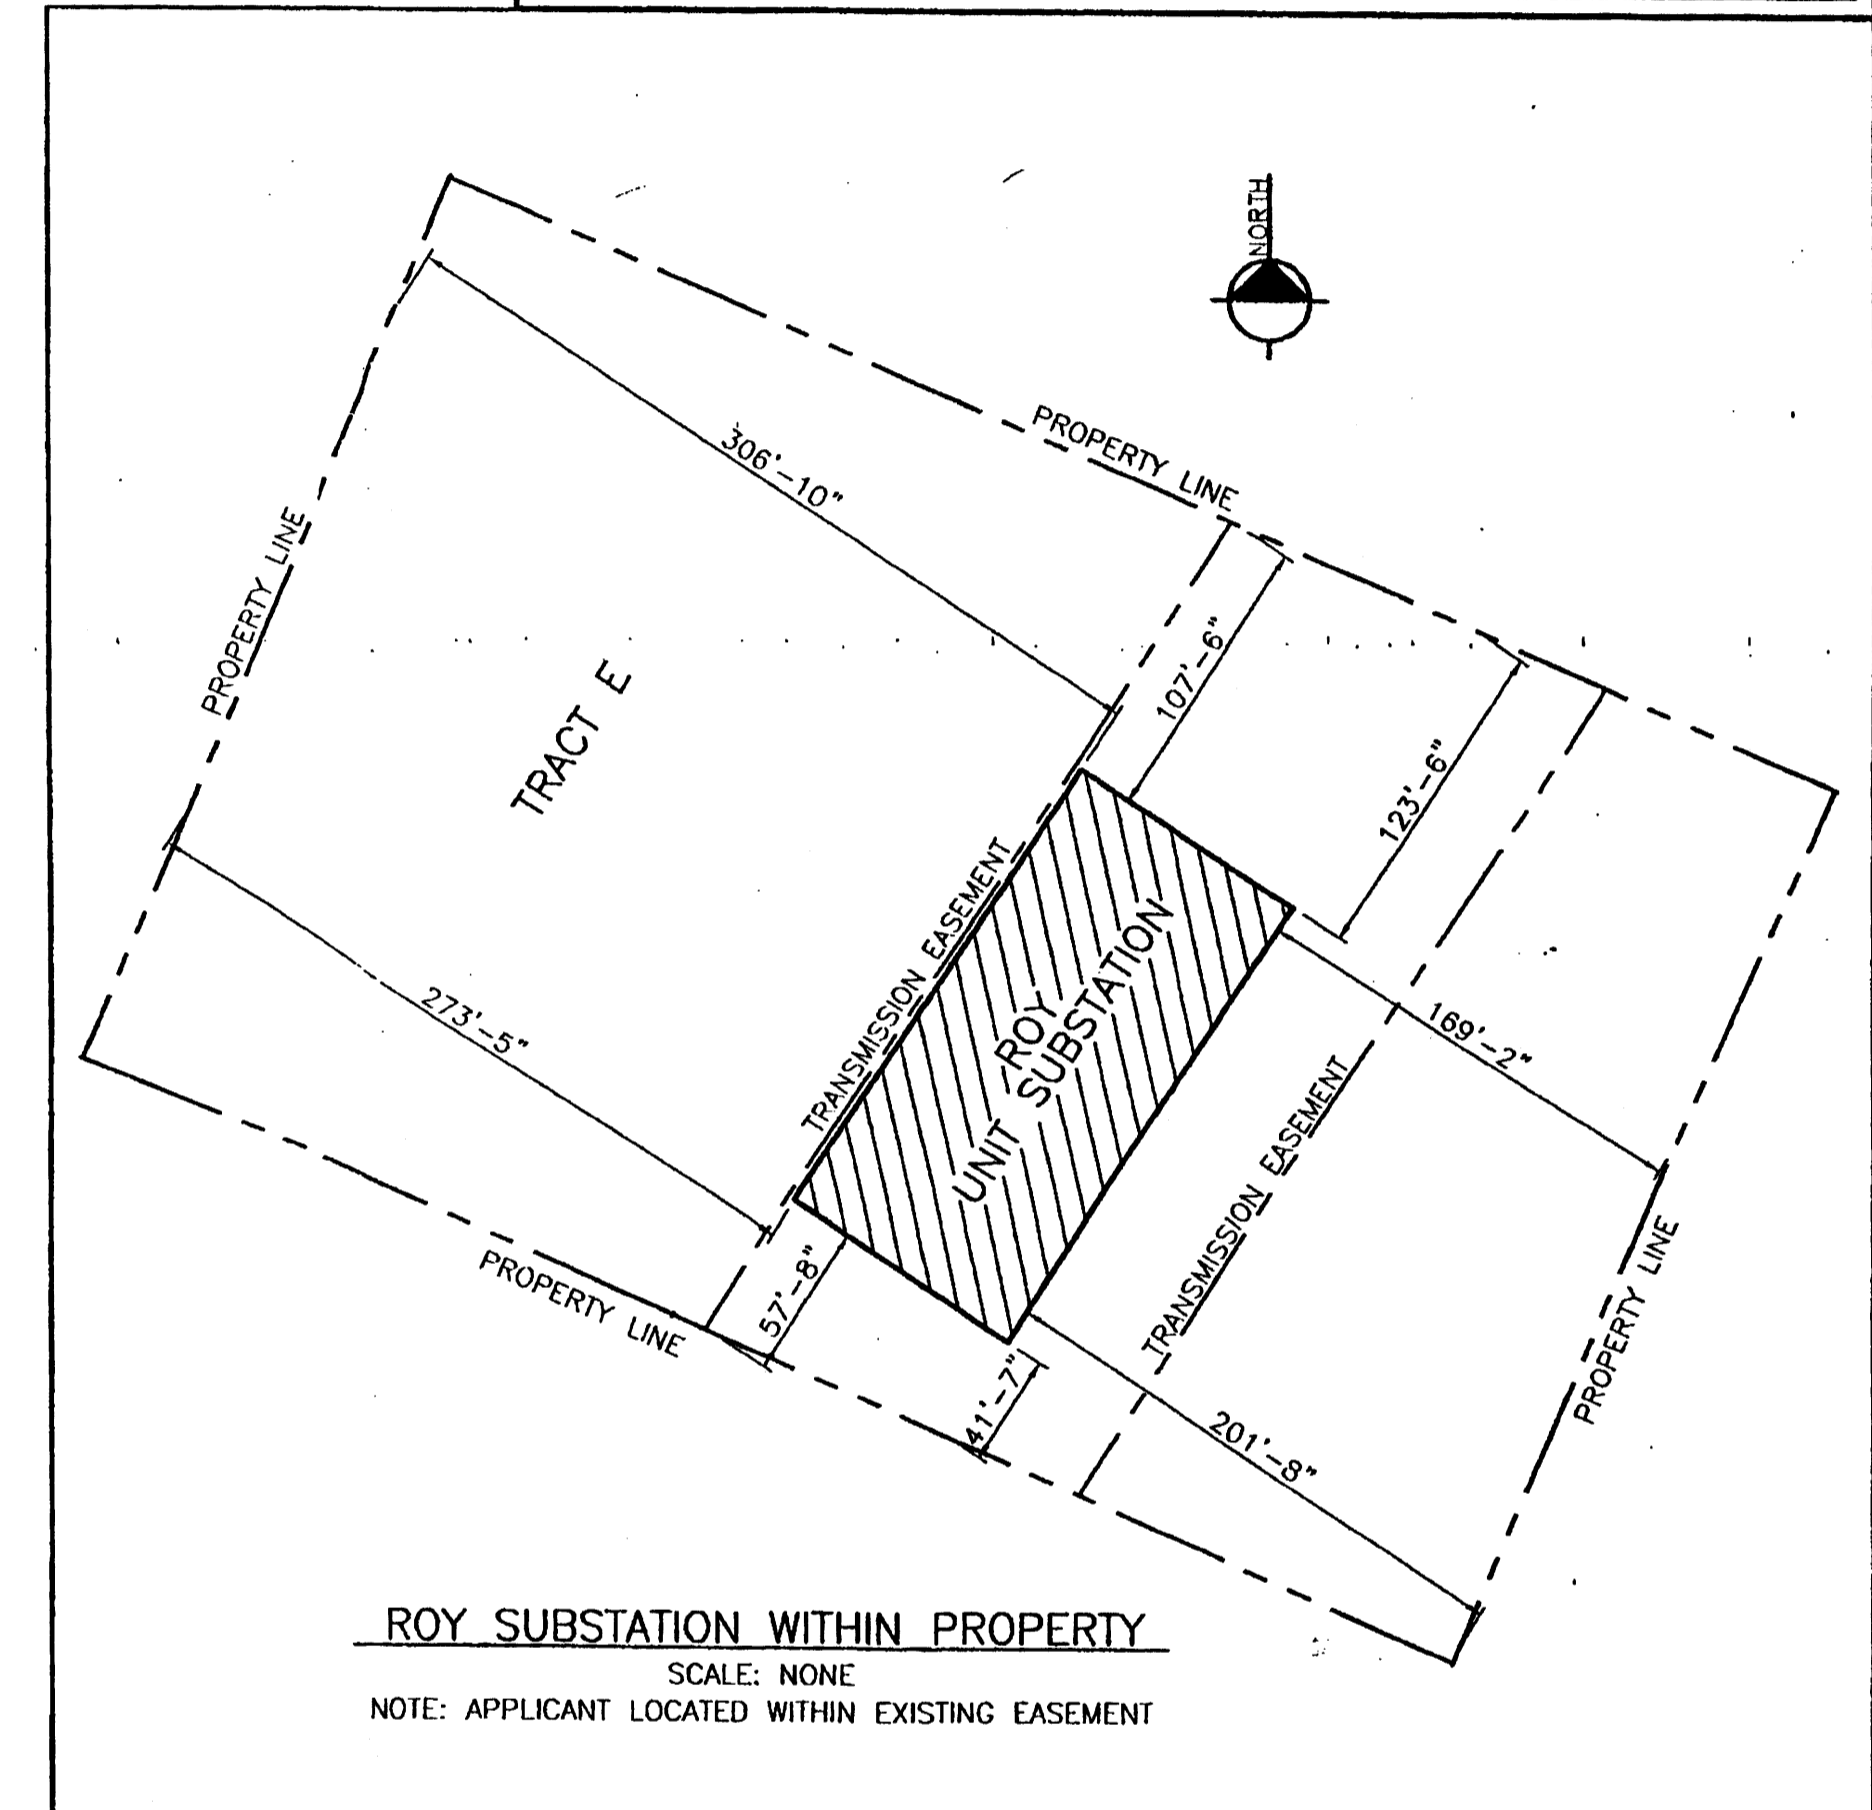 NORTH
PROPERTY LINE
306'-10"
PROPERTY LINE
107'-6"
TRACT E
123'-6"
TRANSMISSION EASEMENT
ROY
UNIT SUBSTATION
273'-5"
169'-2"
TRANSMISSION EASEMENT
57'-8"
PROPERTY LINE
PROPERTY LINE
41'-7"
201'-8"
ROY SUBSTATION WITHIN PROPERTY
SCALE: NONE
NOTE: APPLICANT LOCATED WITHIN EXISTING EASEMENT